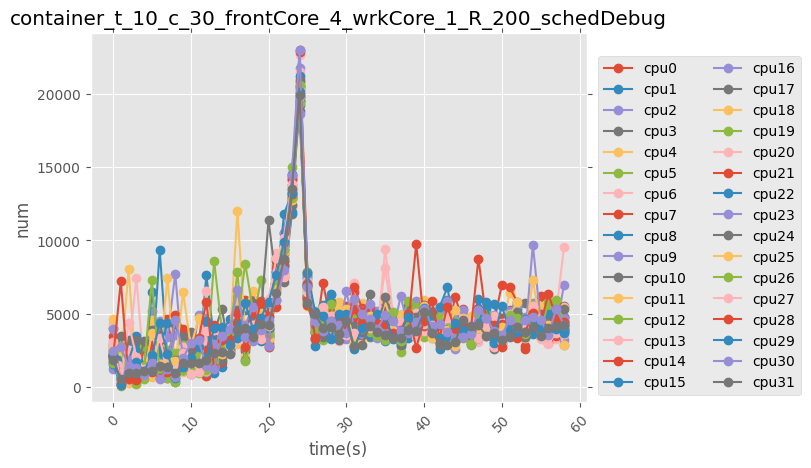 container_t_10_c_30_frontCore_4_wrkCore_1_R_200_schedDebug
num
20000
15000
10000
5000
0
0
10
20
30
40
50
60
time(s)
cpu0
cpu1
cpu2
cpu3
cpu4
cpu5
cpu6
cpu7
cpu8
cpu9
cpu10
cpu11
cpu12
cpu13
cpu14
cpu15
cpu16
cpu17
cpu18
cpu19
cpu20
cpu21
cpu22
cpu23
cpu24
cpu25
cpu26
cpu27
cpu28
cpu29
cpu30
cpu31